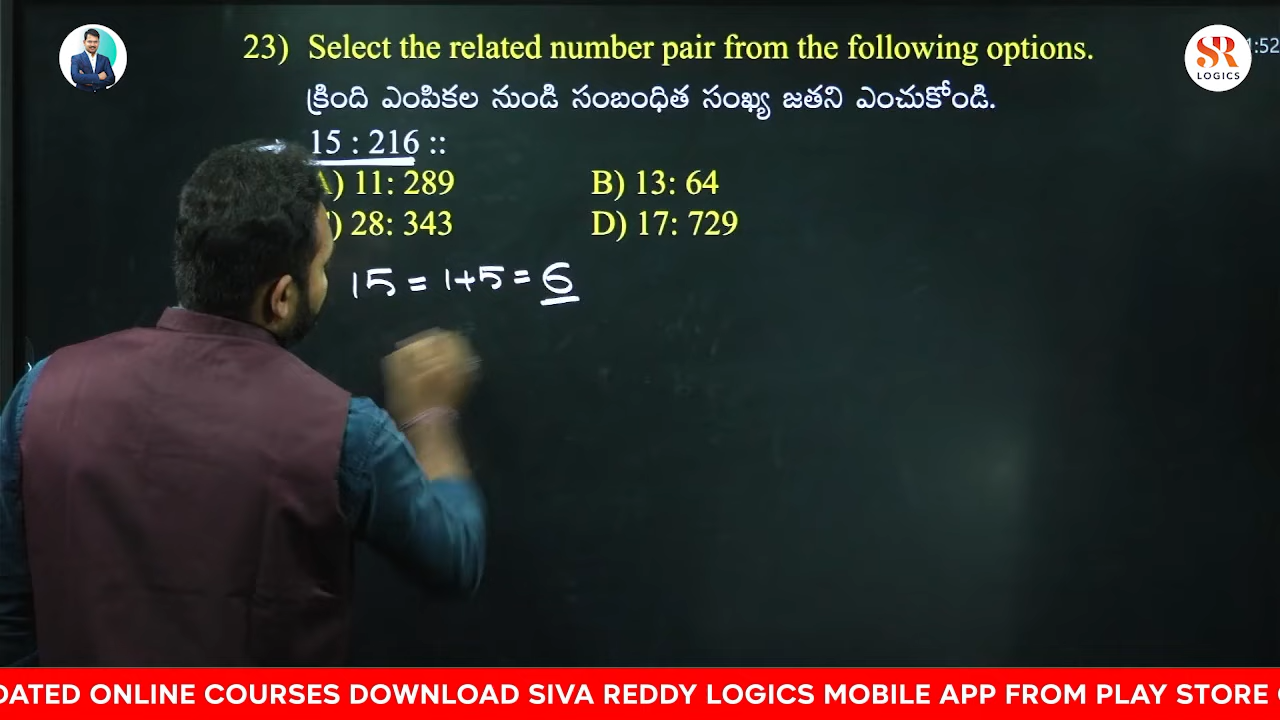 SR
LOGICS
1:52
23) Select the related number pair from the following options.
క్రింది ఎంపికల నుండి సంబంధిత సంఖ్య జతని ఎంచుకోండి.
15 : 216 ::
A) 11: 289 B) 13: 64
) 28: 343 D) 17: 729
15 = 1+5 = 6
DATED ONLINE COURSES DOWNLOAD SIVA REDDY LOGICS MOBILE APP FROM PLAY STORE